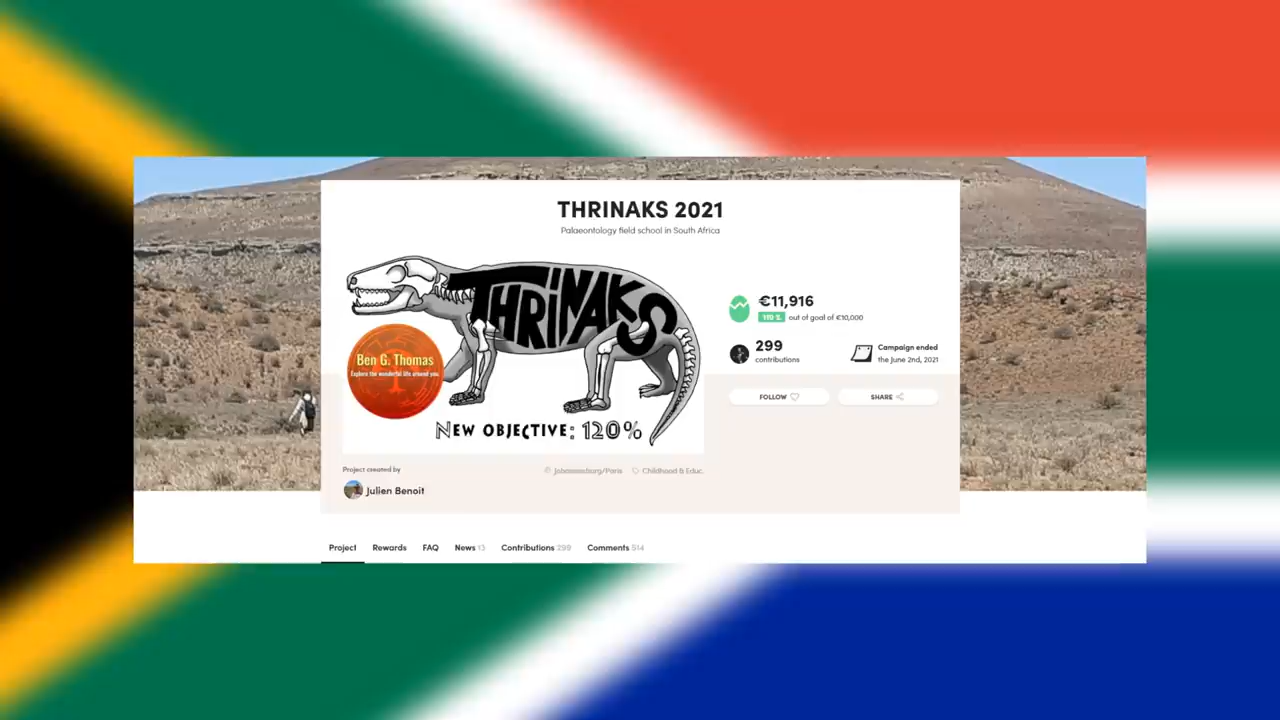 THRINAKS 2021
Palaeontology field school in South Africa
THRINAKS
Ben G. Thomas
Explore the wonderful life around you
NEW OBJECTIVE: 120%
€11,916
out of goal of €10,000
299
contributions
Campaign ended
the June 2nd, 2021
FOLLOW
SHARE
Project created by
Johannesburg/Paris
Childhood & Educ.
Julien Benoit
Project Rewards FAQ News 13 Contributions 299 Comments 514